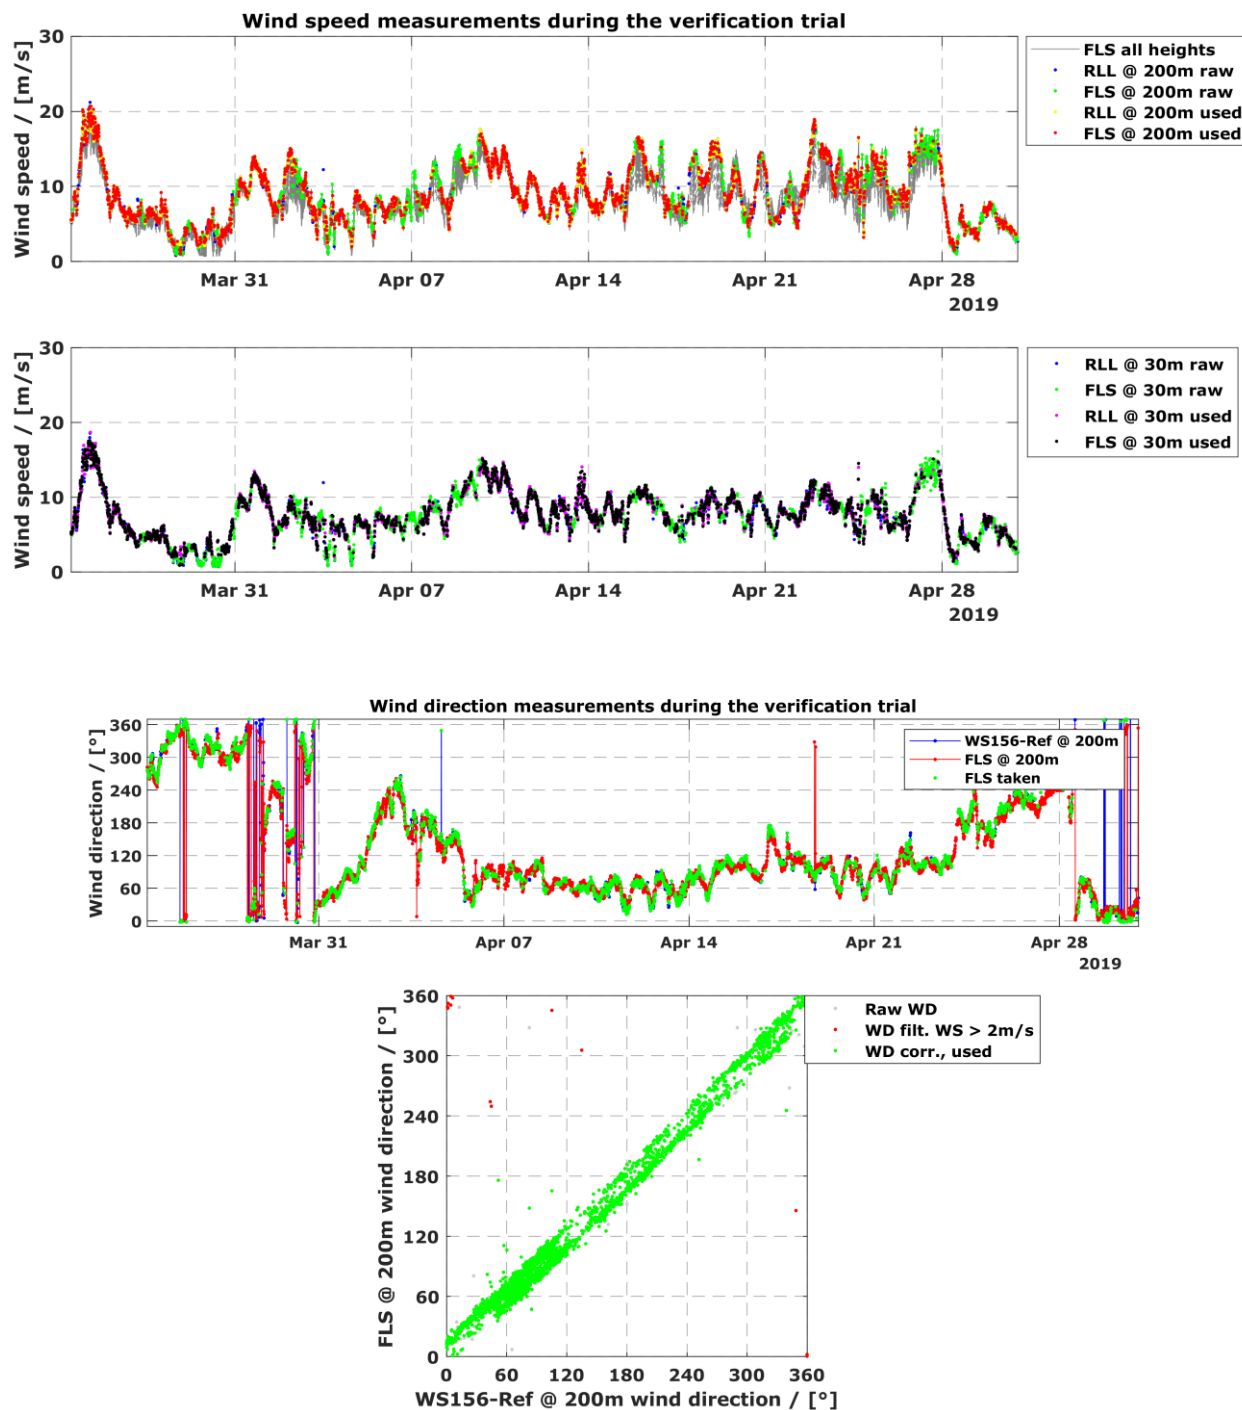 Wind speed measurements during the verification trial
Wind speed / [m/s]
30
20
10
0
Mar 31
Apr 07
Apr 14
Apr 21
Apr 28
2019
FLS all heights
RLL @ 200m raw
FLS @ 200m raw
RLL @ 200m used
FLS @ 200m used
Wind speed / [m/s]
30
20
10
0
Mar 31
Apr 07
Apr 14
Apr 21
Apr 28
2019
RLL @ 30m raw
FLS @ 30m raw
RLL @ 30m used
FLS @ 30m used
Wind direction measurements during the verification trial
Wind direction / [°]
360
300
240
180
120
60
0
Mar 31
Apr 07
Apr 14
Apr 21
Apr 28
2019
WS156-Ref @ 200m
FLS @ 200m
FLS taken
FLS @ 200m wind direction / [°]
360
300
240
180
120
60
0
0
60
120
180
240
300
360
WS156-Ref @ 200m wind direction / [°]
Raw WD
WD filt. WS > 2m/s
WD corr., used